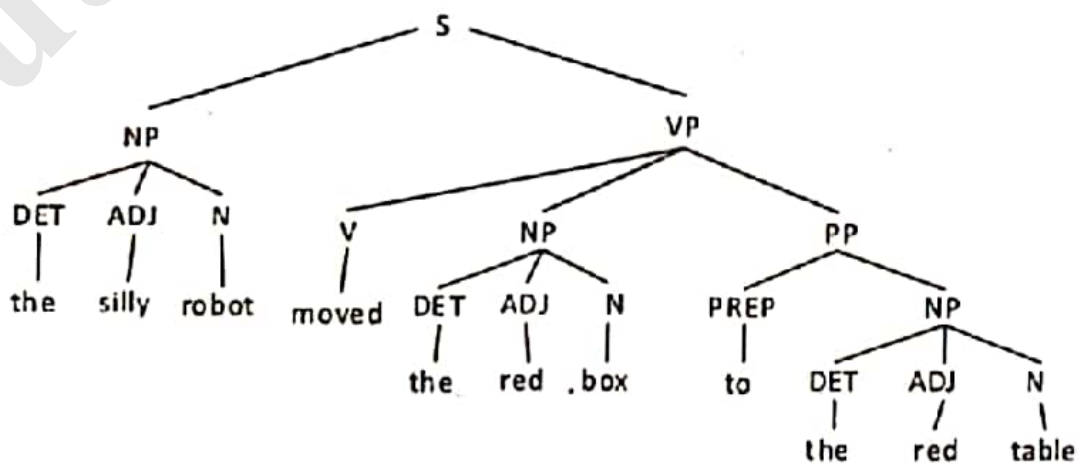 S
NP VP
DET ADJ N V NP PP
the silly robot moved DET ADJ N PREP NP
the red .box to DET ADJ N
the red table